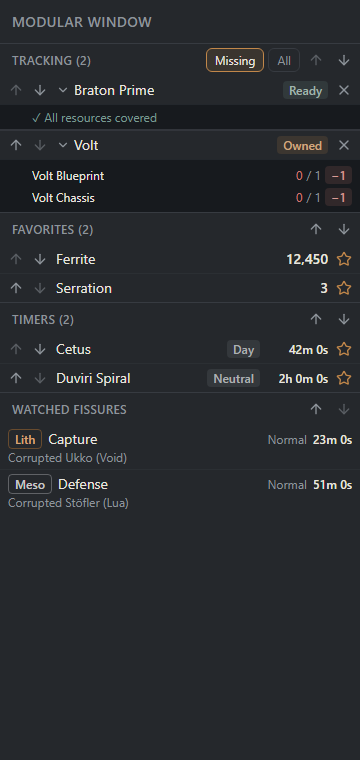 MODULAR WINDOW
TRACKING (2) Missing All
Braton Prime Ready
✓ All resources covered
Volt Owned
Volt Blueprint 0 / 1 −1
Volt Chassis 0 / 1 −1
FAVORITES (2)
Ferrite 12,450
Serration 3
TIMERS (2)
Cetus Day 42m 0s
Duviri Spiral Neutral 2h 0m 0s
WATCHED FISSURES
Lith Capture Normal 23m 0s
Corrupted Ukko (Void)
Meso Defense Normal 51m 0s
Corrupted Stöfler (Lua)